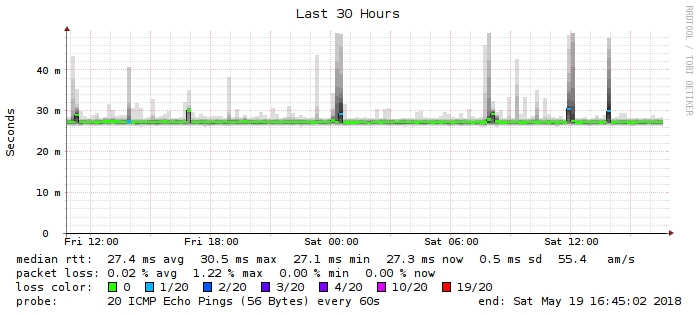 Last 30 Hours
RRDTOOL / TOBI OETIKER
Seconds
40 m
30 m
20 m
10 m
0
Fri 12:00 Fri 18:00 Sat 00:00 Sat 06:00 Sat 12:00
median rtt: 27.4 ms avg 30.5 ms max 27.1 ms min 27.3 ms now 0.5 ms sd 55.4 am/s
packet loss: 0.02 % avg 1.22 % max 0.00 % min 0.00 % now
loss color: 0 1/20 2/20 3/20 4/20 10/20 19/20
probe: 20 ICMP Echo Pings (56 Bytes) every 60s end: Sat May 19 16:45:02 2018